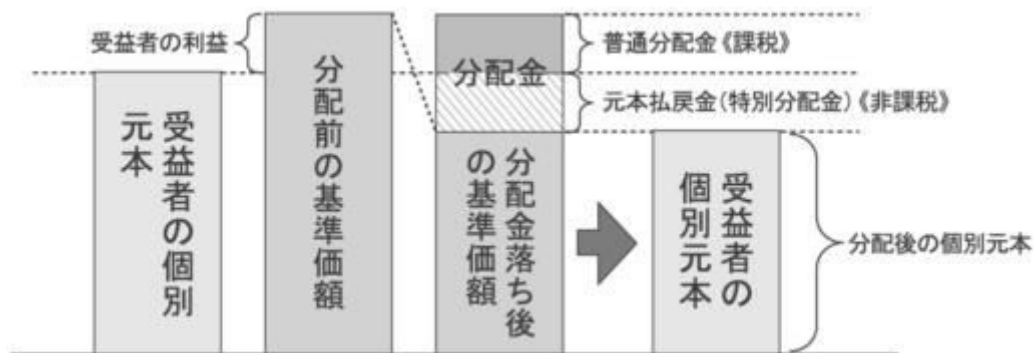 受益者の利益
受益者の個別
元本
分配前の基準価額
分配金
分配金落ち後
の基準価額
普通分配金《課税》
元本払戻金(特別分配金)《非課税》
受益者の
個別元本
分配後の個別元本